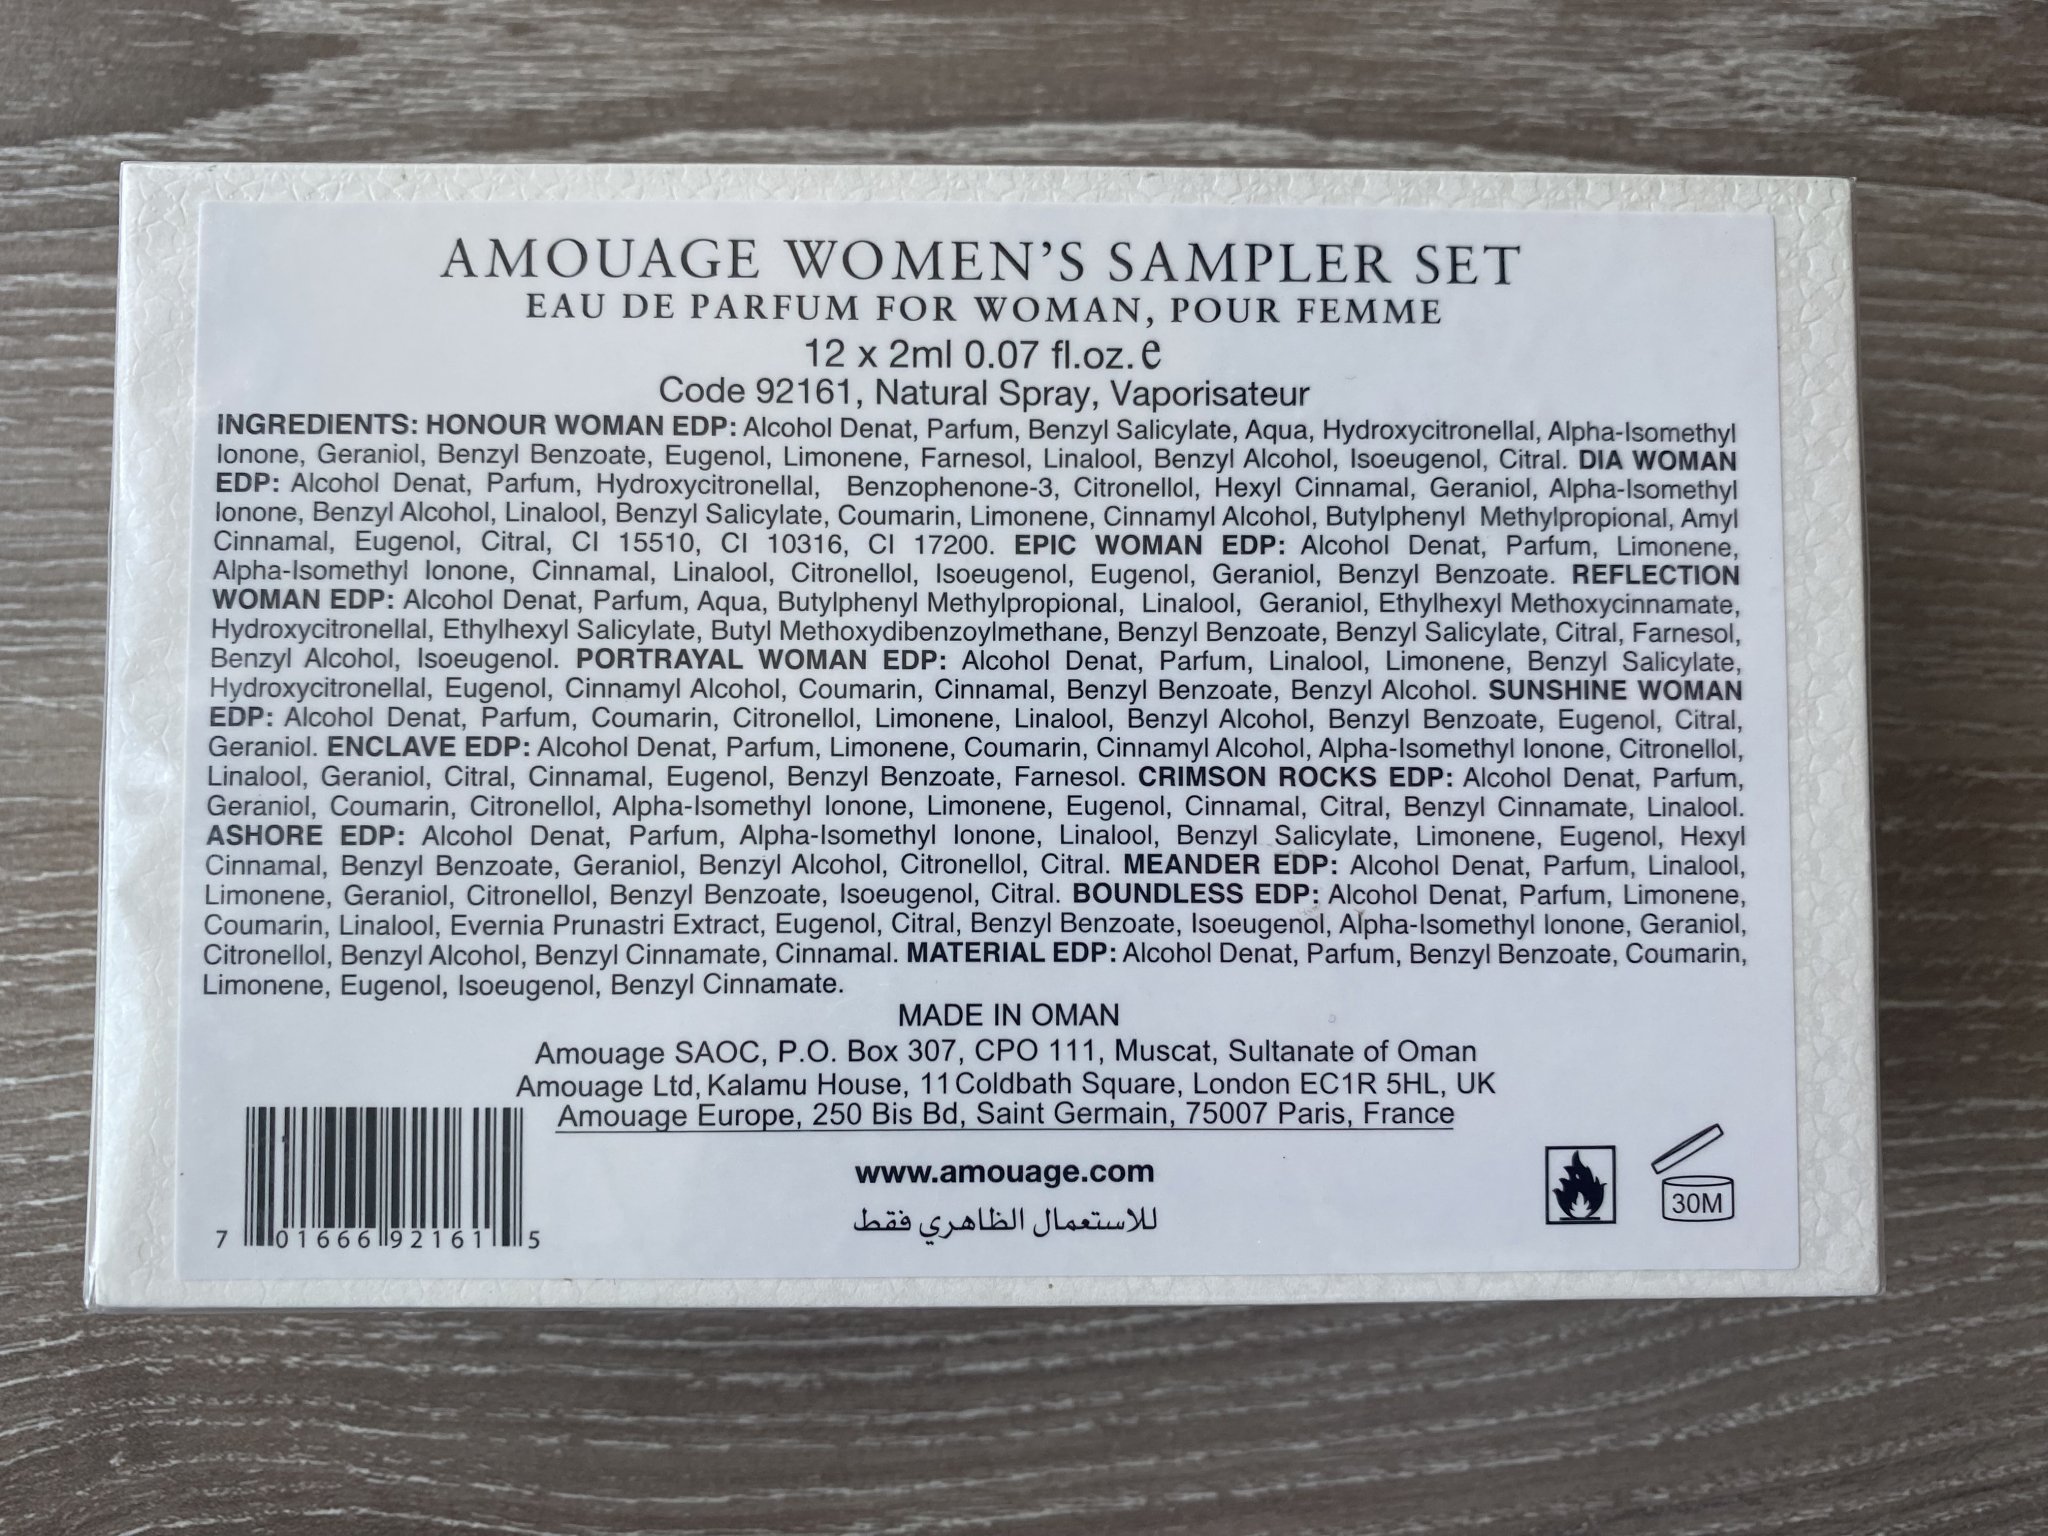 AMOUAGE WOMEN'S SAMPLER SET
EAU DE PARFUM FOR WOMAN, POUR FEMME
12 x 2ml 0.07 fl.oz. e
Code 92161, Natural Spray, Vaporisateur
INGREDIENTS: HONOUR WOMAN EDP: Alcohol Denat, Parfum, Benzyl Salicylate, Aqua, Hydroxycitronellal, Alpha-Isomethyl
Ionone, Geraniol, Benzyl Benzoate, Eugenol, Limonene, Farnesol, Linalool, Benzyl Alcohol, Isoeugenol, Citral. DIA WOMAN
EDP: Alcohol Denat, Parfum, Hydroxycitronellal, Benzophenone-3, Citronellol, Hexyl Cinnamal, Geraniol, Alpha-Isomethyl
Ionone, Benzyl Alcohol, Linalool, Benzyl Salicylate, Coumarin, Limonene, Cinnamyl Alcohol, Butylphenyl Methylpropional, Amyl
Cinnamal, Eugenol, Citral, CI 15510, CI 10316, CI 17200. EPIC WOMAN EDP: Alcohol Denat, Parfum, Limonene,
Alpha-Isomethyl Ionone, Cinnamal, Linalool, Citronellol, Isoeugenol, Eugenol, Geraniol, Benzyl Benzoate. REFLECTION
WOMAN EDP: Alcohol Denat, Parfum, Aqua, Butylphenyl Methylpropional, Linalool, Geraniol, Ethylhexyl Methoxycinnamate,
Hydroxycitronellal, Ethylhexyl Salicylate, Butyl Methoxydibenzoylmethane, Benzyl Benzoate, Benzyl Salicylate, Citral, Farnesol,
Benzyl Alcohol, Isoeugenol. PORTRAYAL WOMAN EDP: Alcohol Denat, Parfum, Linalool, Limonene, Benzyl Salicylate,
Hydroxycitronellal, Eugenol, Cinnamyl Alcohol, Coumarin, Cinnamal, Benzyl Benzoate, Benzyl Alcohol. SUNSHINE WOMAN
EDP: Alcohol Denat, Parfum, Coumarin, Citronellol, Limonene, Linalool, Benzyl Alcohol, Benzyl Benzoate, Eugenol, Citral,
Geraniol. ENCLAVE EDP: Alcohol Denat, Parfum, Limonene, Coumarin, Cinnamyl Alcohol, Alpha-Isomethyl Ionone, Citronellol,
Linalool, Geraniol, Citral, Cinnamal, Eugenol, Benzyl Benzoate, Farnesol. CRIMSON ROCKS EDP: Alcohol Denat, Parfum,
Geraniol, Coumarin, Citronellol, Alpha-Isomethyl Ionone, Limonene, Eugenol, Cinnamal, Citral, Benzyl Cinnamate, Linalool.
ASHORE EDP: Alcohol Denat, Parfum, Alpha-Isomethyl Ionone, Linalool, Benzyl Salicylate, Limonene, Eugenol, Hexyl
Cinnamal, Benzyl Benzoate, Geraniol, Benzyl Alcohol, Citronellol, Citral. MEANDER EDP: Alcohol Denat, Parfum, Linalool,
Limonene, Geraniol, Citronellol, Benzyl Benzoate, Isoeugenol, Citral. BOUNDLESS EDP: Alcohol Denat, Parfum, Limonene,
Coumarin, Linalool, Evernia Prunastri Extract, Eugenol, Citral, Benzyl Benzoate, Isoeugenol, Alpha-Isomethyl Ionone, Geraniol,
Citronellol, Benzyl Alcohol, Benzyl Cinnamate, Cinnamal. MATERIAL EDP: Alcohol Denat, Parfum, Benzyl Benzoate, Coumarin,
Limonene, Eugenol, Isoeugenol, Benzyl Cinnamate.
MADE IN OMAN
Amouage SAOC, P.O. Box 307, CPO 111, Muscat, Sultanate of Oman
Amouage Ltd, Kalamu House, 11 Coldbath Square, London EC1R 5HL, UK
Amouage Europe, 250 Bis Bd, Saint Germain, 75007 Paris, France
www.amouage.com
للاستعمال الظاهري فقط
7 01666 92161 5
30M